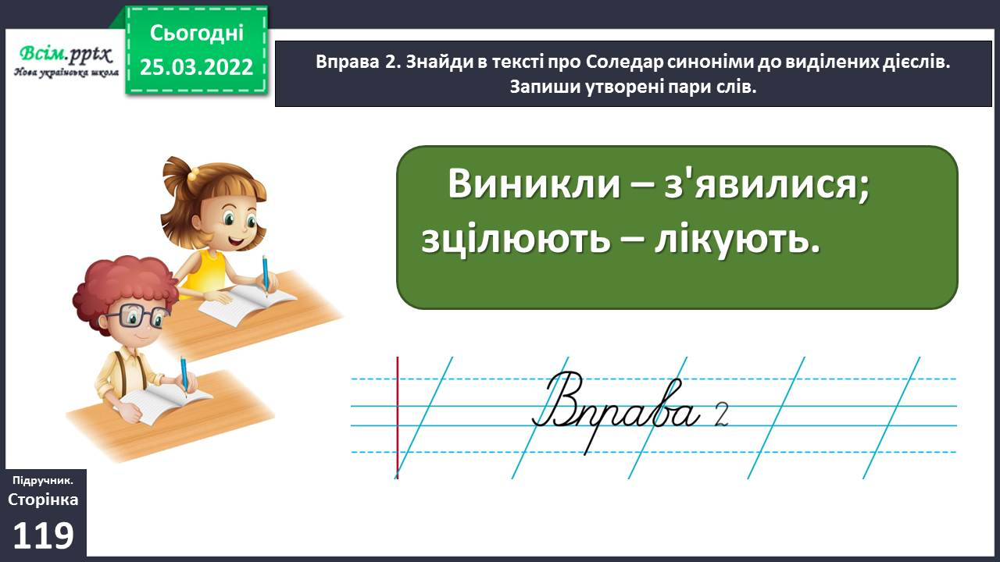 Всім.pptx
Нова українська школа
Сьогодні
25.03.2022
Вправа 2. Знайди в тексті про Соледар синоніми до виділених дієслів.
Запиши утворені пари слів.
Виникли – з'явилися;
зцілюють – лікують.
Вправа 2
Підручник.
Сторінка
119